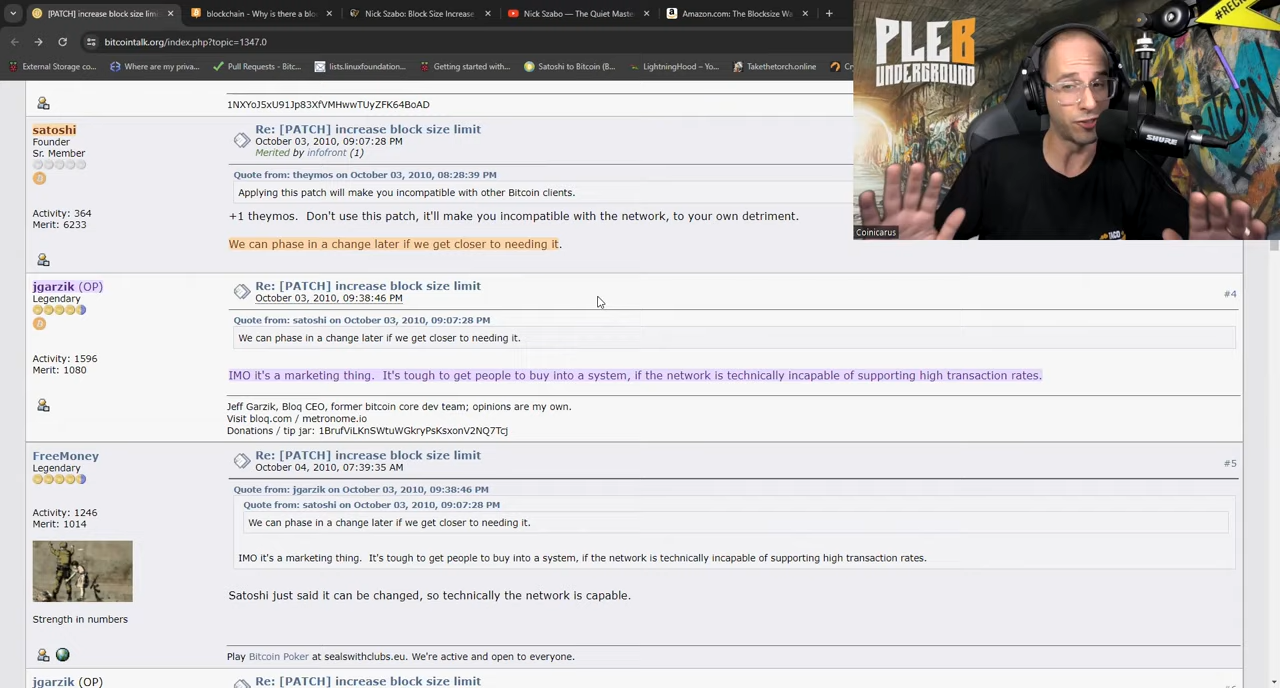 [PATCH] increase block size limi
blockchain - Why is there a blo
Nick Szabo: Block Size Increase
Nick Szabo — The Quiet Maste
Amazon.com: The Blocksize Wa
bitcointalk.org/index.php?topic=1347.0
External Storage co...
Where are my priva...
Pull Requests · Bitc...
lists.linuxfoundation...
Getting started with...
Satoshi to Bitcoin (B...
LightningHood – Yo...
Takethetorch.online
PLEB
UNDERGROUND
SHURE
Coinicarus
1NXYoJ5xU91Jp83XfVMHwwTUyZFK64BoAD
satoshi
Founder
Sr. Member
Activity: 364
Merit: 6233
Re: [PATCH] increase block size limit
October 03, 2010, 09:07:28 PM
Merited by infofront (1)
Quote from: theymos on October 03, 2010, 08:28:39 PM
Applying this patch will make you incompatible with other Bitcoin clients.
+1 theymos. Don't use this patch, it'll make you incompatible with the network, to your own detriment.
We can phase in a change later if we get closer to needing it.
jgarzik (OP)
Legendary
Activity: 1596
Merit: 1080
Re: [PATCH] increase block size limit
October 03, 2010, 09:38:46 PM
#4
Quote from: satoshi on October 03, 2010, 09:07:28 PM
We can phase in a change later if we get closer to needing it.
IMO it's a marketing thing. It's tough to get people to buy into a system, if the network is technically incapable of supporting high transaction rates.
Jeff Garzik, Bloq CEO, former bitcoin core dev team; opinions are my own.
Visit bloq.com / metronome.io
Donations / tip jar: 1BrufViLKnSWtuWGkryPsKsxonV2NQ7Tcj
FreeMoney
Legendary
Activity: 1246
Merit: 1014
Strength in numbers
Re: [PATCH] increase block size limit
October 04, 2010, 07:39:35 AM
#5
Quote from: jgarzik on October 03, 2010, 09:38:46 PM
Quote from: satoshi on October 03, 2010, 09:07:28 PM
We can phase in a change later if we get closer to needing it.
IMO it's a marketing thing. It's tough to get people to buy into a system, if the network is technically incapable of supporting high transaction rates.
Satoshi just said it can be changed, so technically the network is capable.
Play Bitcoin Poker at sealswithclubs.eu. We're active and open to everyone.
jgarzik (OP)
Re: [PATCH] increase block size limit